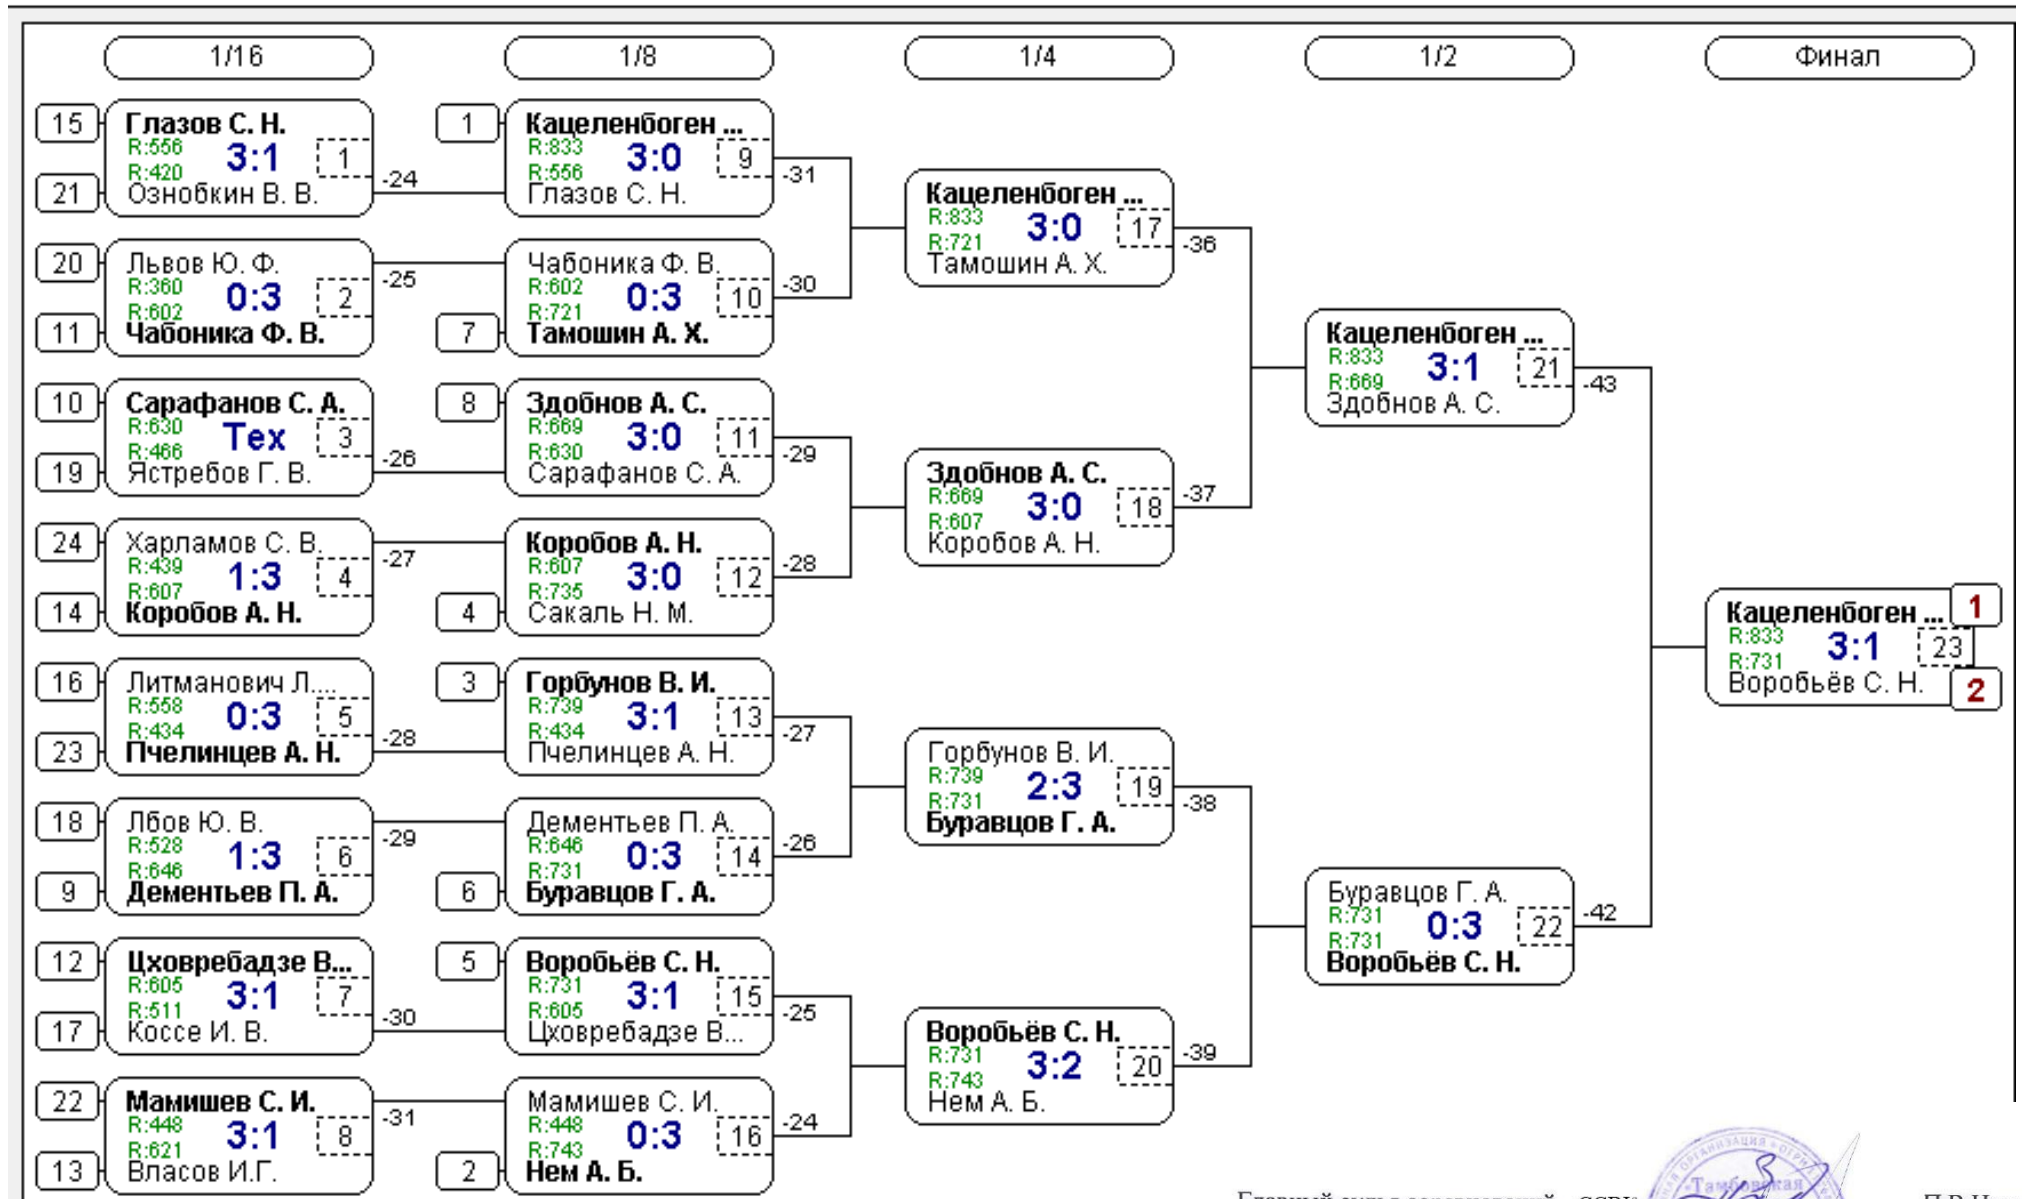 1/16
1/8
1/4
1/2
Финал
15
Глазов С. Н.
R:556
3:1
1
R:420
21
Ознобкин В. В.
-24
20
Львов Ю. Ф.
R:360
0:3
2
R:602
11
Чабоника Ф. В.
-25
10
Сарафанов С. А.
R:630
Тех
3
R:466
19
Ястребов Г. В.
-26
24
Харламов С. В.
R:439
1:3
4
R:607
14
Коробов А. Н.
-27
16
Литманович Л....
R:558
0:3
5
R:434
23
Пчелинцев А. Н.
-28
18
Лбов Ю. В.
R:528
1:3
6
R:646
9
Дементьев П. А.
-29
12
Цховребадзе В...
R:605
3:1
7
R:511
17
Коссе И. В.
-30
22
Мамишев С. И.
R:448
3:1
8
R:621
13
Власов И.Г.
-31
1
Кацеленбоген ...
R:833
3:0
9
R:556
Глазов С. Н.
-31
Чабоника Ф. В.
R:602
0:3
10
R:721
7
Тамошин А. Х.
-30
8
Здобнов А. С.
R:669
3:0
11
R:630
Сарафанов С. А.
-29
Коробов А. Н.
R:607
3:0
12
R:735
4
Сакаль Н. М.
-28
3
Горбунов В. И.
R:739
3:1
13
R:434
Пчелинцев А. Н.
-27
Дементьев П. А.
R:646
0:3
14
R:731
6
Буравцов Г. А.
-26
5
Воробьёв С. Н.
R:731
3:1
15
R:605
Цховребадзе В...
-25
Мамишев С. И.
R:448
0:3
16
R:743
2
Нем А. Б.
-24
Кацеленбоген ...
R:833
3:0
17
R:721
Тамошин А. Х.
-36
Здобнов А. С.
R:669
3:0
18
R:607
Коробов А. Н.
-37
Горбунов В. И.
R:739
2:3
19
R:731
Буравцов Г. А.
-38
Воробьёв С. Н.
R:731
3:2
20
R:743
Нем А. Б.
-39
Кацеленбоген ...
R:833
3:1
21
R:669
Здобнов А. С.
-43
Буравцов Г. А.
R:731
0:3
22
R:731
Воробьёв С. Н.
-42
Кацеленбоген ...
1
R:833
3:1
23
R:731
Воробьёв С. Н.
2